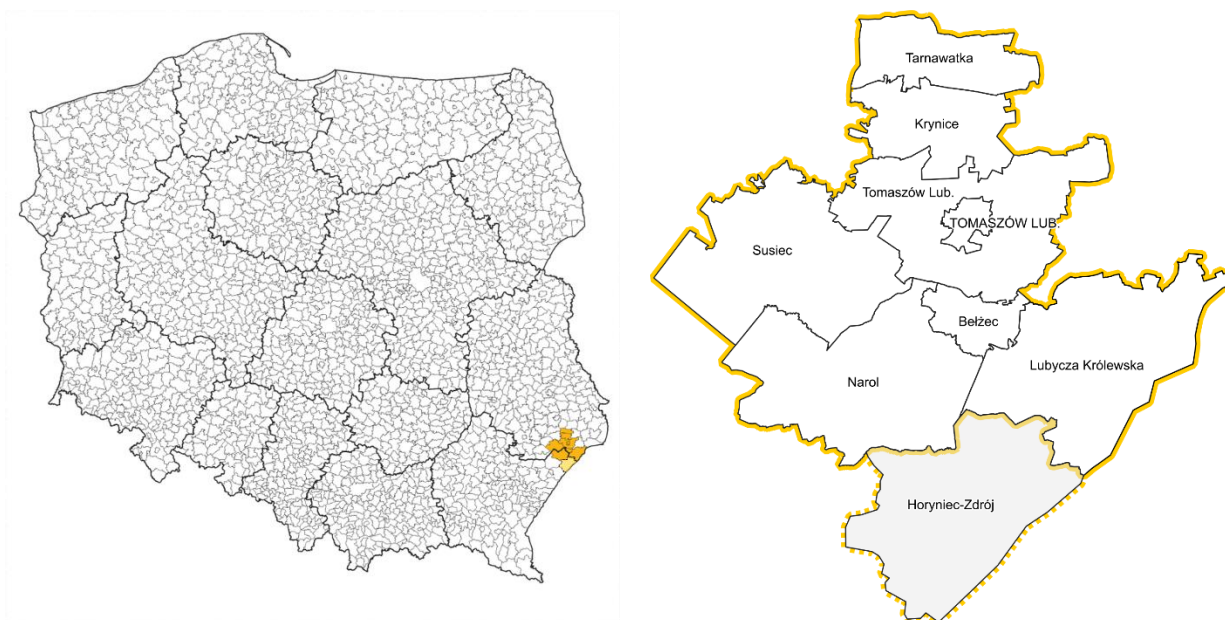 Tarnawatka
Krynice
Tomaszów Lub.
TOMASZÓW LUB.
Susiec
Bełżec
Lubycza Królewska
Narol
Horyniec-Zdrój